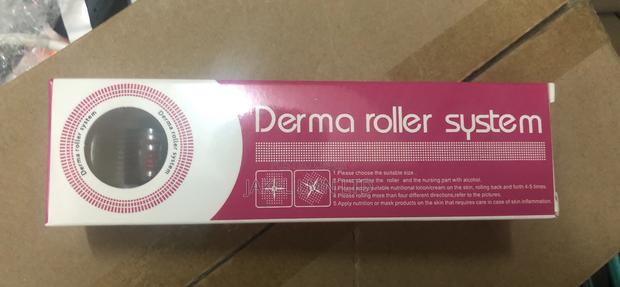 Derma roller system
Derma roller system
Derma roller system
1.Please choose the suitable size .
2.Please sterilize the roller and the nursing part with alcohol.
3.Please apply suitable nutritional lotion/cream on the skin, rolling back and forth 4-5 times.
4.Please rolling more than four different directions,refer to the pictures.
5.Apply nutrition or mask products on the skin that requires care in case of skin inflammation.